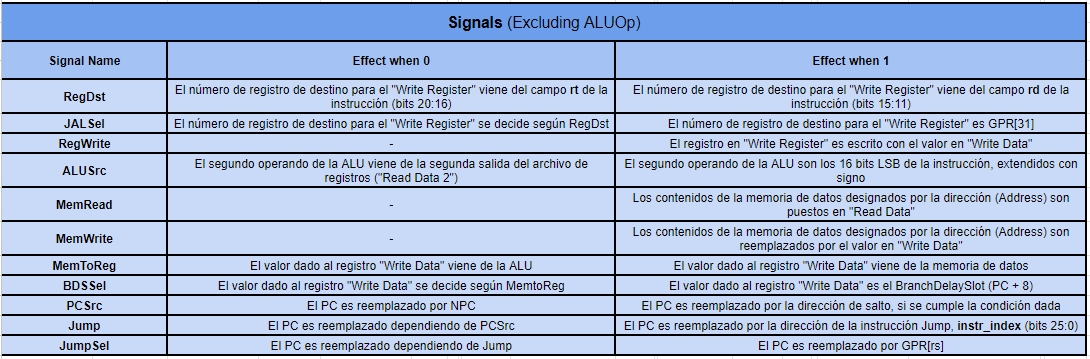 Signals (Excluding ALUOp)
Signal Name
Effect when 0
Effect when 1
RegDst
El número de registro de destino para el "Write Register" viene del campo rt de la
instrucción (bits 20:16)
El número de registro de destino para el "Write Register" viene del campo rd de la
instrucción (bits 15:11)
JALSel
El número de registro de destino para el "Write Register" se decide según RegDst
El número de registro de destino para el "Write Register" es GPR[31]
RegWrite
-
El registro en "Write Register" es escrito con el valor en "Write Data"
ALUSrc
El segundo operando de la ALU viene de la segunda salida del archivo de
registros ("Read Data 2")
El segundo operando de la ALU son los 16 bits LSB de la instrucción, extendidos con
signo
MemRead
-
Los contenidos de la memoria de datos designados por la dirección (Address) son
puestos en "Read Data"
MemWrite
-
Los contenidos de la memoria de datos designados por la dirección (Address) son
reemplazados por el valor en "Write Data"
MemToReg
El valor dado al registro "Write Data" viene de la ALU
El valor dado al registro "Write Data" viene de la memoria de datos
BDSSel
El valor dado al registro "Write Data" se decide según MemtoReg
El valor dado al registro "Write Data" es el BranchDelaySlot (PC + 8)
PCSrc
El PC es reemplazado por NPC
El PC es reemplazado por la dirección de salto, si se cumple la condición dada
Jump
El PC es reemplazado dependiendo de PCSrc
El PC es reemplazado por la dirección de la instrucción Jump, instr_index (bits 25:0)
JumpSel
El PC es reemplazado dependiendo de Jump
El PC es reemplazado por GPR[rs]